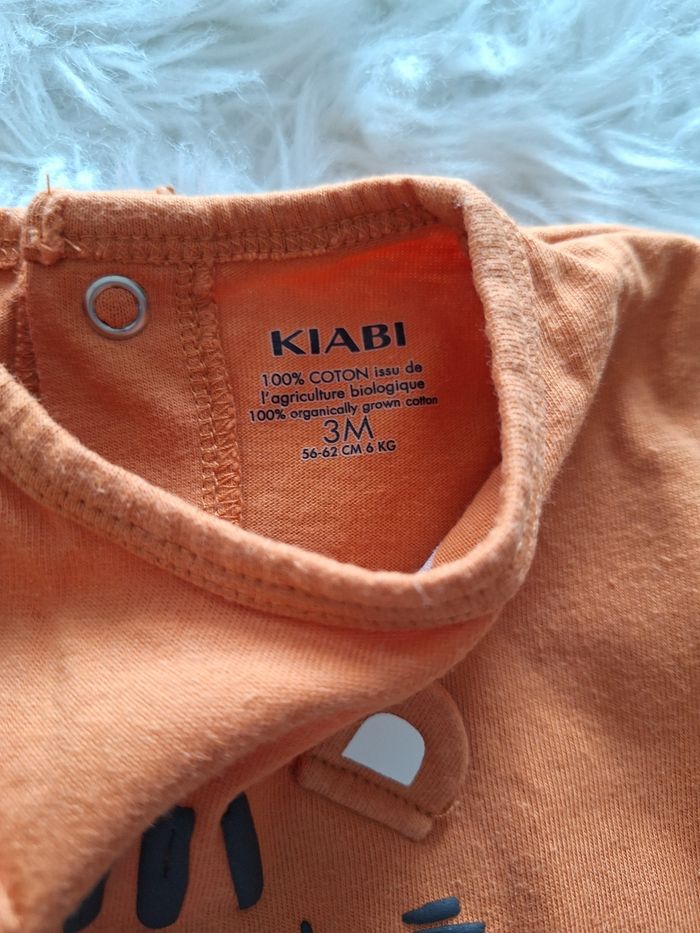 KIABI
100% COTON issu de
l'agriculture biologique
100% organically grown cotton
3M
56-62 CM 6 KG